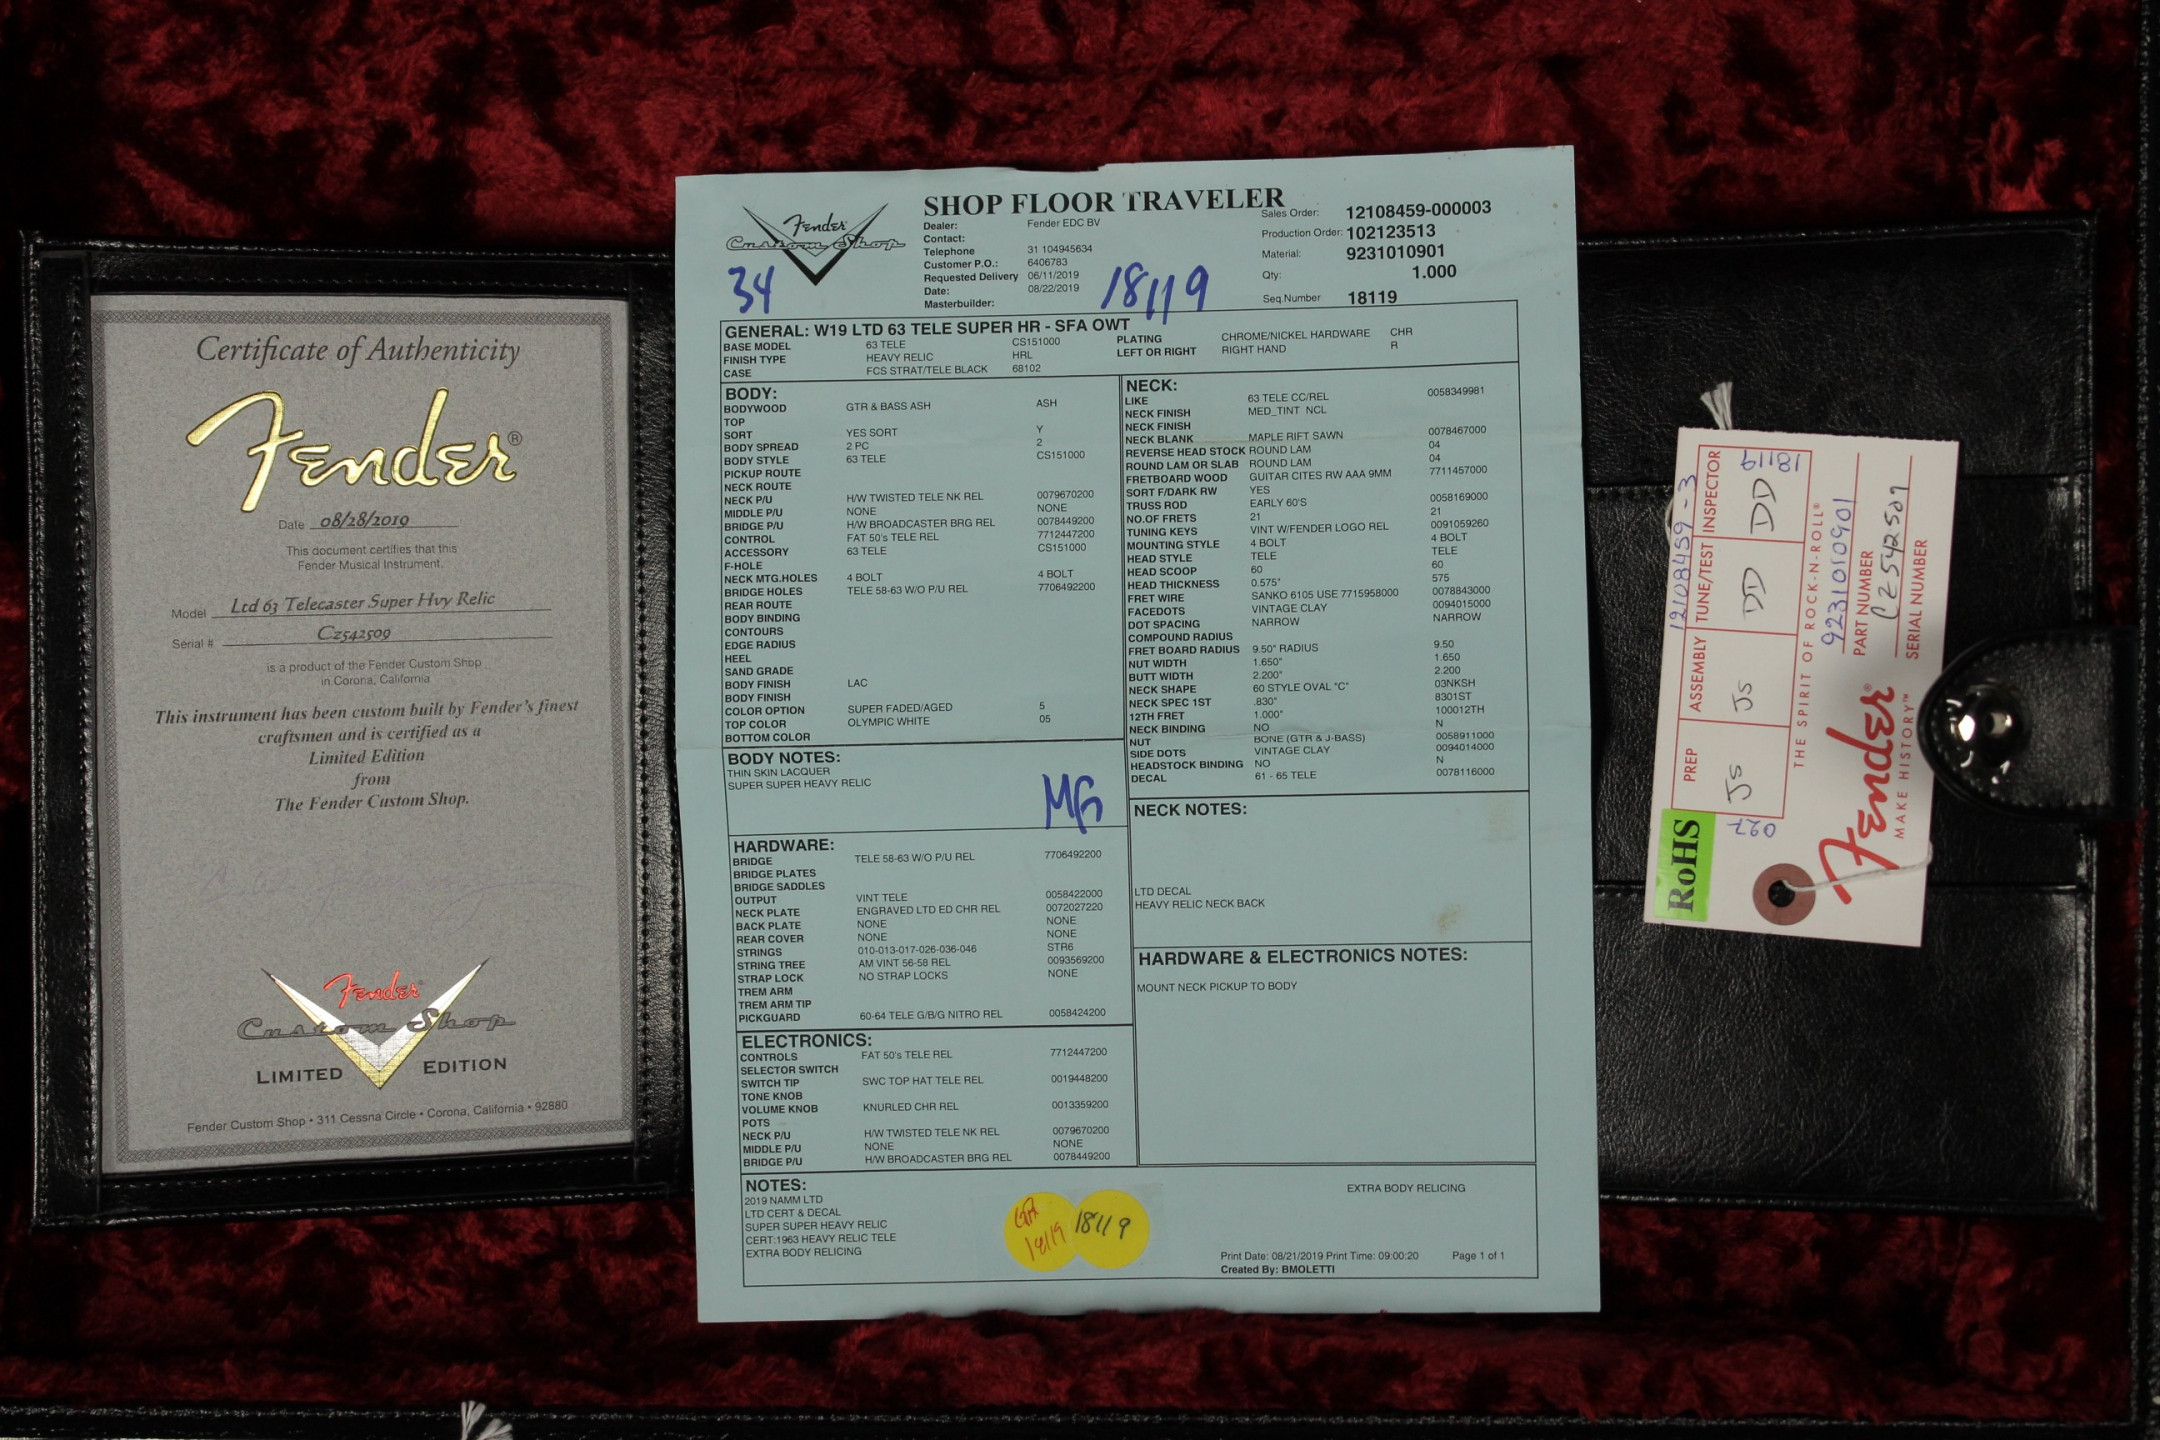 Certificate of Authenticity
Fender®
Date 08/28/2019
This document certifies that this
Fender Musical Instrument,
Model Ltd 63 Telecaster Super Hvy Relic
Serial # Cz542509
is a product of the Fender Custom Shop
in Corona, California
This instrument has been custom built by Fender's finest
craftsmen and is certified as a
Limited Edition
from
The Fender Custom Shop.
Fender
Custom Shop
LIMITED EDITION
Fender Custom Shop • 311 Cessna Circle • Corona, California • 92880
Fender
Custom Shop
34
SHOP FLOOR TRAVELER
Dealer: Fender EDC BV
Contact:
Telephone 31 104945634
Customer P.O.: 6406783
Requested Delivery 06/11/2019
Date: 08/22/2019
Masterbuilder:
18119
Sales Order: 12108459-000003
Production Order: 102123513
Material: 9231010901
Qty: 1.000
Seq.Number 18119
GENERAL: W19 LTD 63 TELE SUPER HR - SFA OWT
BASE MODEL 63 TELE CS151000 PLATING CHROME/NICKEL HARDWARE CHR
FINISH TYPE HEAVY RELIC HRL LEFT OR RIGHT RIGHT HAND R
CASE FCS STRAT/TELE BLACK 68102
BODY:
BODYWOOD GTR & BASS ASH ASH
TOP
SORT YES SORT Y
BODY SPREAD 2 PC 2
BODY STYLE 63 TELE CS151000
PICKUP ROUTE
NECK ROUTE
NECK P/U H/W TWISTED TELE NK REL 0079670200
MIDDLE P/U NONE NONE
BRIDGE P/U H/W BROADCASTER BRG REL 0078449200
CONTROL FAT 50's TELE REL 7712447200
ACCESSORY 63 TELE CS151000
F-HOLE
NECK MTG.HOLES 4 BOLT 4 BOLT
BRIDGE HOLES TELE 58-63 W/O P/U REL 7706492200
REAR ROUTE
BODY BINDING
CONTOURS
EDGE RADIUS
HEEL
SAND GRADE
BODY FINISH LAC
BODY FINISH
COLOR OPTION SUPER FADED/AGED 5
TOP COLOR OLYMPIC WHITE 05
BOTTOM COLOR
BODY NOTES:
THIN SKIN LACQUER
SUPER SUPER HEAVY RELIC
MG
HARDWARE:
BRIDGE TELE 58-63 W/O P/U REL 7706492200
BRIDGE PLATES
BRIDGE SADDLES
OUTPUT VINT TELE 0058422000
NECK PLATE ENGRAVED LTD ED CHR REL 0072027220
BACK PLATE NONE NONE
REAR COVER NONE NONE
STRINGS 010-013-017-026-036-046 STR6
STRING TREE AM VINT 56-58 REL 0093569200
STRAP LOCK NO STRAP LOCKS NONE
TREM ARM
TREM ARM TIP
PICKGUARD 60-64 TELE G/B/G NITRO REL 0058424200
ELECTRONICS:
CONTROLS FAT 50's TELE REL 7712447200
SELECTOR SWITCH
SWITCH TIP SWC TOP HAT TELE REL 0019448200
TONE KNOB
VOLUME KNOB KNURLED CHR REL 0013359200
POTS
NECK P/U H/W TWISTED TELE NK REL 0079670200
MIDDLE P/U NONE NONE
BRIDGE P/U H/W BROADCASTER BRG REL 0078449200
NECK:
LIKE 63 TELE CC/REL 0058349981
NECK FINISH MED_TINT NCL
NECK FINISH
NECK BLANK MAPLE RIFT SAWN 0078467000
REVERSE HEAD STOCK ROUND LAM 04
ROUND LAM OR SLAB ROUND LAM 04
FRETBOARD WOOD GUITAR CITES RW AAA 9MM 7711457000
SORT F/DARK RW YES
TRUSS ROD EARLY 60'S 0058169000
NO.OF FRETS 21 21
TUNING KEYS VINT W/FENDER LOGO REL 0091059260
MOUNTING STYLE 4 BOLT 4 BOLT
HEAD STYLE TELE TELE
HEAD SCOOP 60 60
HEAD THICKNESS 0.575" 575
FRET WIRE SANKO 6105 USE 7715958000 0078843000
FACEDOTS VINTAGE CLAY 0094015000
DOT SPACING NARROW NARROW
COMPOUND RADIUS
FRET BOARD RADIUS 9.50" RADIUS 9.50
NUT WIDTH 1.650" 1.650
BUTT WIDTH 2.200" 2.200
NECK SHAPE 60 STYLE OVAL "C" 03NKSH
NECK SPEC 1ST .830" 8301ST
12TH FRET 1.000" 100012TH
NECK BINDING NO N
NUT BONE (GTR & J-BASS) 0058911000
SIDE DOTS VINTAGE CLAY 0094014000
HEADSTOCK BINDING NO N
DECAL 61 - 65 TELE 0078116000
NECK NOTES:
LTD DECAL
HEAVY RELIC NECK BACK
HARDWARE & ELECTRONICS NOTES:
MOUNT NECK PICKUP TO BODY
NOTES:
2019 NAMM LTD
LTD CERT & DECAL
SUPER SUPER HEAVY RELIC
CERT:1963 HEAVY RELIC TELE
EXTRA BODY RELICING
18119
18119
EXTRA BODY RELICING
Print Date: 08/21/2019 Print Time: 09:00:20 Page 1 of 1
Created By: BMOLETTI
12108459-3
PREP ASSEMBLY TUNE/TEST INSPECTOR
JS JS DD DD
18119
027
THE SPIRIT OF ROCK-N-ROLL®
9231010901
PART NUMBER
CZ542509
SERIAL NUMBER
Fender®
MAKE HISTORY™
RoHS